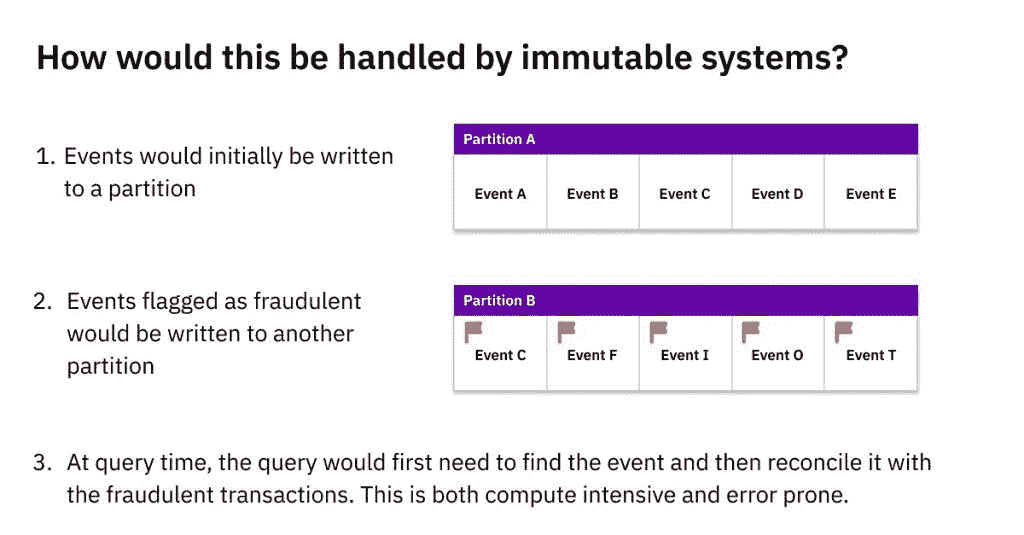 How would this be handled by immutable systems?
1. Events would initially be written
to a partition
Partition A
Event A Event B Event C Event D Event E
2. Events flagged as fraudulent
would be written to another
partition
Partition B
Event C Event F Event I Event O Event T
3. At query time, the query would first need to find the event and then reconcile it with
the fraudulent transactions. This is both compute intensive and error prone.